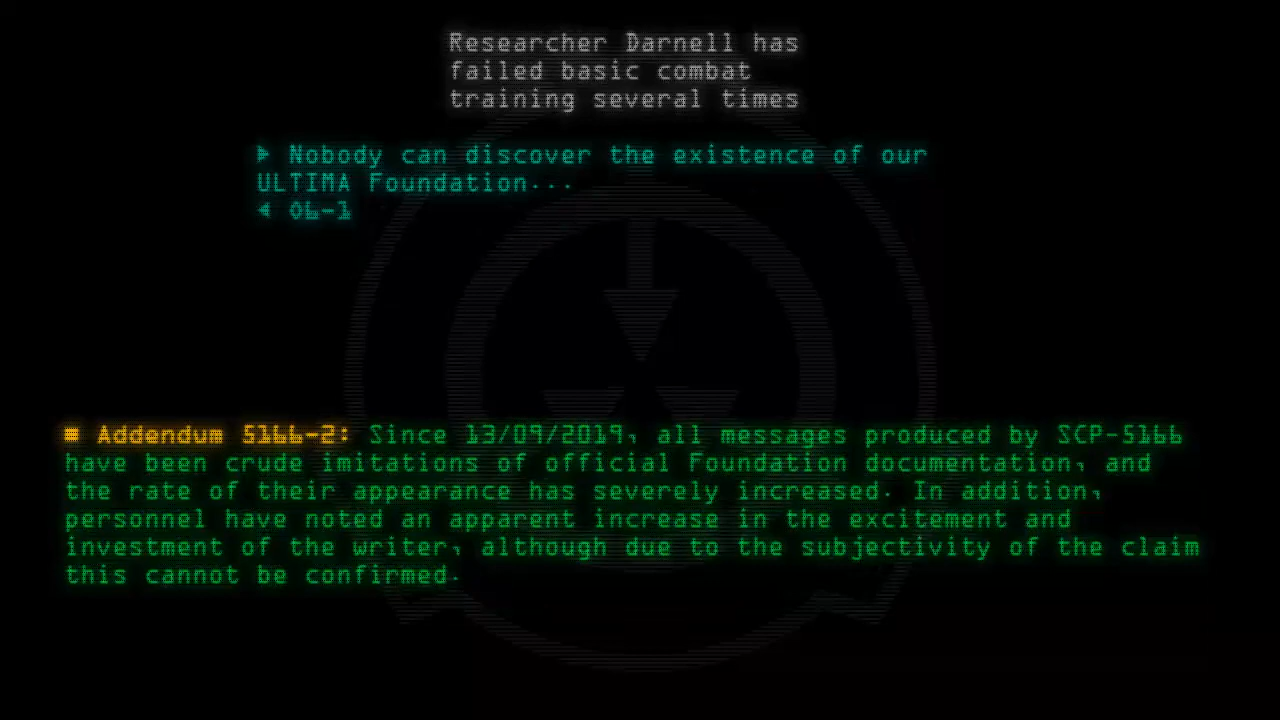 Researcher Darnell has
failed basic combat
training several times
► Nobody can discover the existence of our
ULTIMA Foundation...
◄ O6-1
■ Addendum 5166-2: Since 13/09/2019, all messages produced by SCP-5166
have been crude imitations of official Foundation documentation, and
the rate of their appearance has severely increased. In addition,
personnel have noted an apparent increase in the excitement and
investment of the writer, although due to the subjectivity of the claim
this cannot be confirmed.